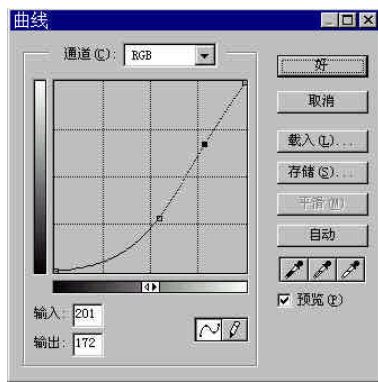 曲线
通道(C): RGB
好
取消
载入(L)...
存储(S)...
平滑(M)
自动
预览(P)
输入: 201
输出: 172